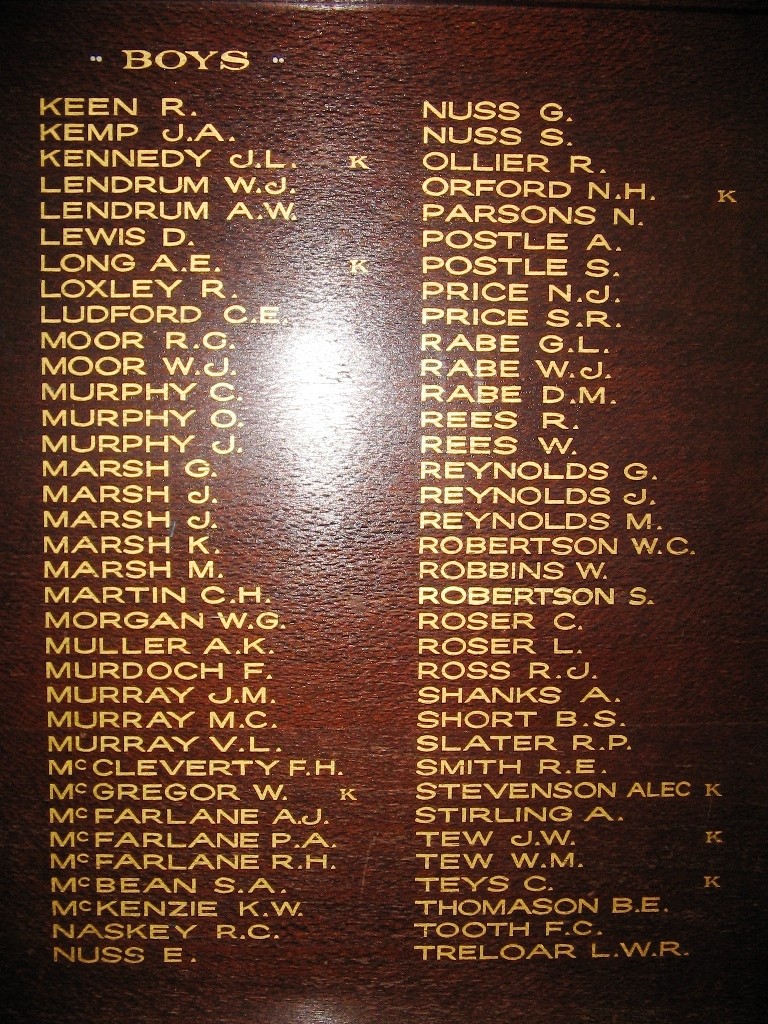 BOYS
KEEN R.
KEMP J.A.
KENNEDY J.L. K
LENDRUM W.J.
LENDRUM A.W.
LEWIS D.
LONG A.E. K
LOXLEY R.
LUDFORD C.E.
MOOR R.G.
MOOR W.J.
MURPHY C.
MURPHY O.
MURPHY J.
MARSH G.
MARSH J.
MARSH J.
MARSH K.
MARSH M.
MARTIN C.H.
MORGAN W.G.
MULLER A.K.
MURDOCH F.
MURRAY J.M.
MURRAY M.C.
MURRAY V.L.
McCLEVERTY F.H.
McGREGOR W. K
McFARLANE A.J.
McFARLANE P.A.
McFARLANE R.H.
McBEAN S.A.
McKENZIE K.W.
NASKEY R.C.
NUSS E.
NUSS G.
NUSS S.
OLLIER R.
ORFORD N.H. K
PARSONS N.
POSTLE A.
POSTLE S.
PRICE N.J.
PRICE S.R.
RABE G.L.
RABE W.J.
RABE D.M.
REES R.
REES W.
REYNOLDS G.
REYNOLDS J.
REYNOLDS M.
ROBERTSON W.C.
ROBBINS W.
ROBERTSON S.
ROSER C.
ROSER L.
ROSS R.J.
SHANKS A.
SHORT B.S.
SLATER R.P.
SMITH R.E.
STEVENSON ALEC K
STIRLING A.
TEW J.W. K
TEW W.M.
TEYS C. K
THOMASON B.E.
TOOTH F.C.
TRELOAR L.W.R.